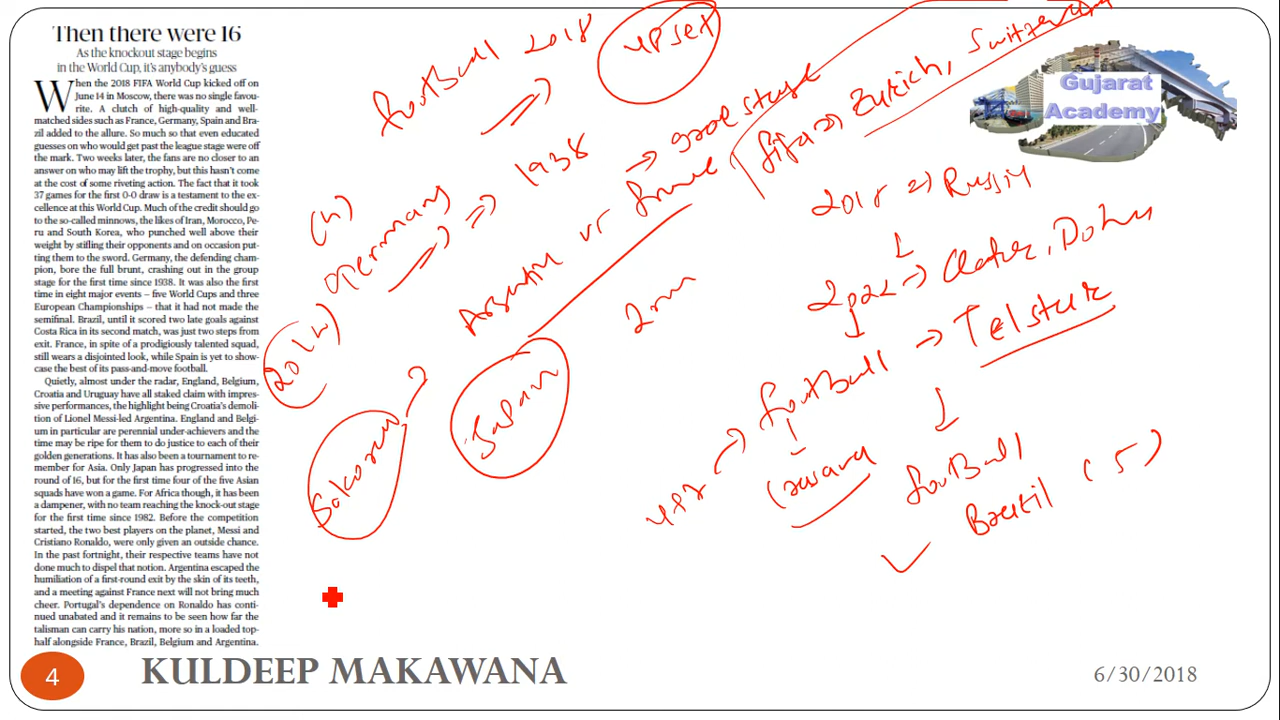 Then there were 16
As the knockout stage begins
in the World Cup, it's anybody's guess
When the 2018 FIFA World Cup kicked off on
June 14 in Moscow, there was no single favou-
rite. A clutch of high-quality and well-
matched sides such as France, Germany, Spain and Bra-
zil added to the allure. So much so that even educated
guesses on who would get past the league stage were off
the mark. Two weeks later, the fans are no closer to an
answer on who may lift the trophy, but this hasn't come
at the cost of some riveting action. The fact that it took
37 games for the first 0-0 draw is a testament to the ex-
cellence at this World Cup. Much of the credit should go
to the so-called minnows, the likes of Iran, Morocco, Pe-
ru and South Korea, who punched well above their
weight by stifling their opponents and on occasion put-
ting them to the sword. Germany, the defending cham-
pion, bore the full brunt, crashing out in the group
stage for the first time since 1938. It was also the first
time in eight major events – five World Cups and three
European Championships – that it had not made the
semifinal. Brazil, until it scored two late goals against
Costa Rica in its second match, was just two steps from
exit. France, in spite of a prodigiously talented squad,
still wears a disjointed look, while Spain is yet to show-
case the best of its pass-and-move football.
Quietly, almost under the radar, England, Belgium,
Croatia and Uruguay have all staked claim with impres-
sive performances, the highlight being Croatia's demoli-
tion of Lionel Messi-led Argentina. England and Belgi-
um in particular are perennial under-achievers and the
time may be ripe for them to do justice to each of their
golden generations. It has also been a tournament to re-
member for Asia. Only Japan has progressed into the
round of 16, but for the first time four of the five Asian
squads have won a game. For Africa though, it has been
a dampener, with no team reaching the knock-out stage
for the first time since 1982. Before the competition
started, the two best players on the planet, Messi and
Cristiano Ronaldo, were only given an outside chance.
In the past fortnight, their respective teams have not
done much to dispel that notion. Argentina escaped the
humiliation of a first-round exit by the skin of its teeth,
and a meeting against France next will not bring much
cheer. Portugal's dependence on Ronaldo has conti-
nued unabated and it remains to be seen how far the
talisman can carry his nation, more so in a loaded top-
half alongside France, Brazil, Belgium and Argentina.
football 2018
upset
(4) Germany 1938
2014
Argentina vs
Japan
fifa Zurich, Switzerland
2018 Russia
2022 Doha
football Telstar
football
Brazil (5)
Gujarat
Academy
4
KULDEEP MAKAWANA
6/30/2018